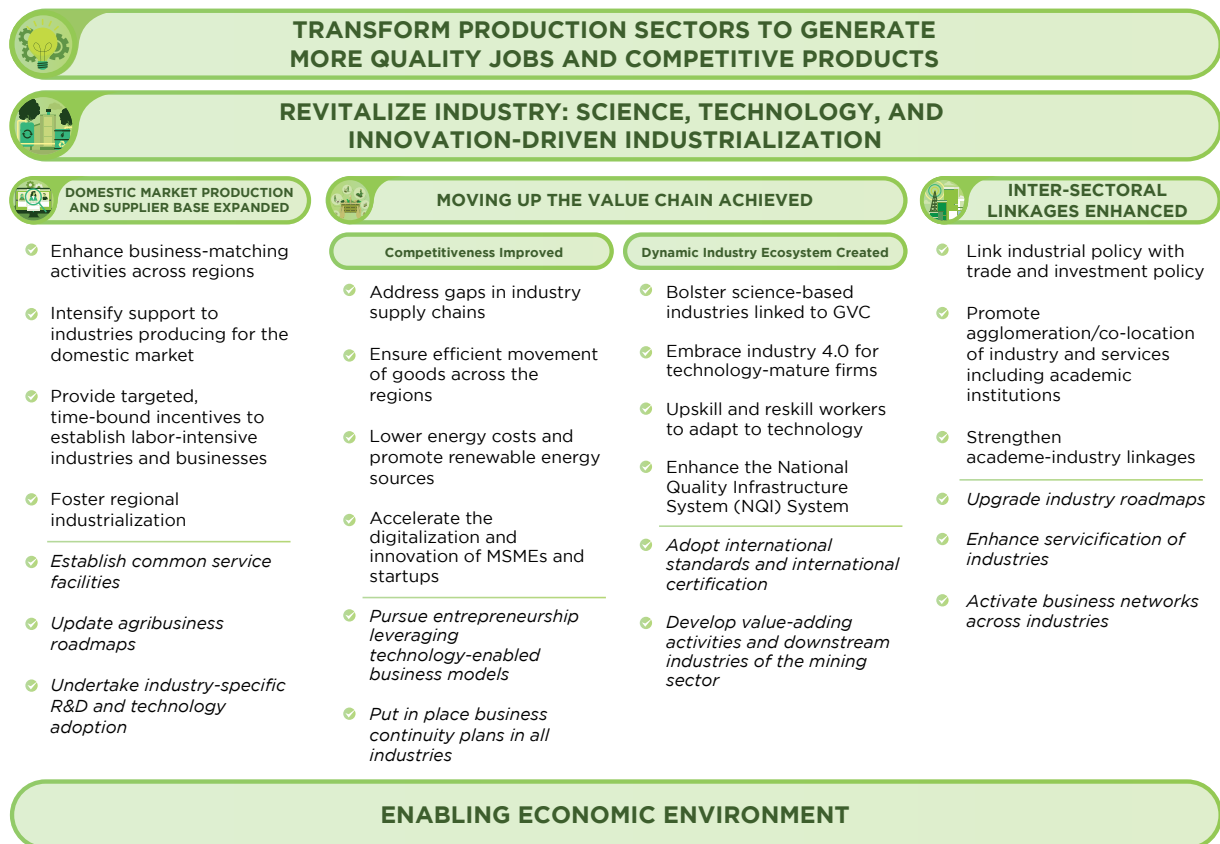 TRANSFORM PRODUCTION SECTORS TO GENERATE
MORE QUALITY JOBS AND COMPETITIVE PRODUCTS
REVITALIZE INDUSTRY: SCIENCE, TECHNOLOGY, AND
INNOVATION-DRIVEN INDUSTRIALIZATION
DOMESTIC MARKET PRODUCTION
AND SUPPLIER BASE EXPANDED
Enhance business-matching
activities across regions
Intensify support to
industries producing for the
domestic market
Provide targeted,
time-bound incentives to
establish labor-intensive
industries and businesses
Foster regional
industrialization
Establish common service
facilities
Update agribusiness
roadmaps
Undertake industry-specific
R&D and technology
adoption
MOVING UP THE VALUE CHAIN ACHIEVED
Competitiveness Improved
Address gaps in industry
supply chains
Ensure efficient movement
of goods across the
regions
Lower energy costs and
promote renewable energy
sources
Accelerate the
digitalization and
innovation of MSMEs and
startups
Pursue entrepreneurship
leveraging
technology-enabled
business models
Put in place business
continuity plans in all
industries
Dynamic Industry Ecosystem Created
Bolster science-based
industries linked to GVC
Embrace industry 4.0 for
technology-mature firms
Upskill and reskill workers
to adapt to technology
Enhance the National
Quality Infrastructure
System (NQI) System
Adopt international
standards and international
certification
Develop value-adding
activities and downstream
industries of the mining
sector
INTER-SECTORAL
LINKAGES ENHANCED
Link industrial policy with
trade and investment policy
Promote
agglomeration/co-location
of industry and services
including academic
institutions
Strengthen
academe-industry linkages
Upgrade industry roadmaps
Enhance servicification of
industries
Activate business networks
across industries
ENABLING ECONOMIC ENVIRONMENT